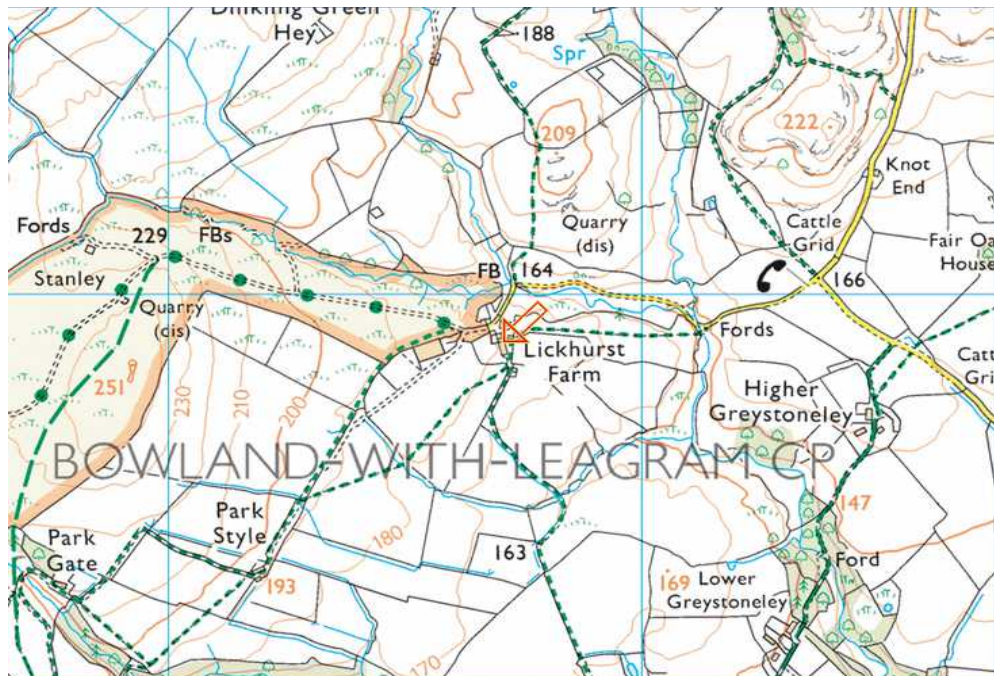 Dinkling Green
Hey
188
Spr
209
222
Knot
End
Quarry
(dis)
Cattle
Grid
Fair Oa
House
Fords
229
FBs
FB
164
166
Stanley
Quarry
(dis)
Fords
Lickhurst
Farm
Catt
Gri
251
230
210
200
Higher
Greystoneley
BOWLAND-WITH-LEAGRAM CP
147
Park
Style
180
163
Park
Gate
193
169
Lower
Greystoneley
Ford
170